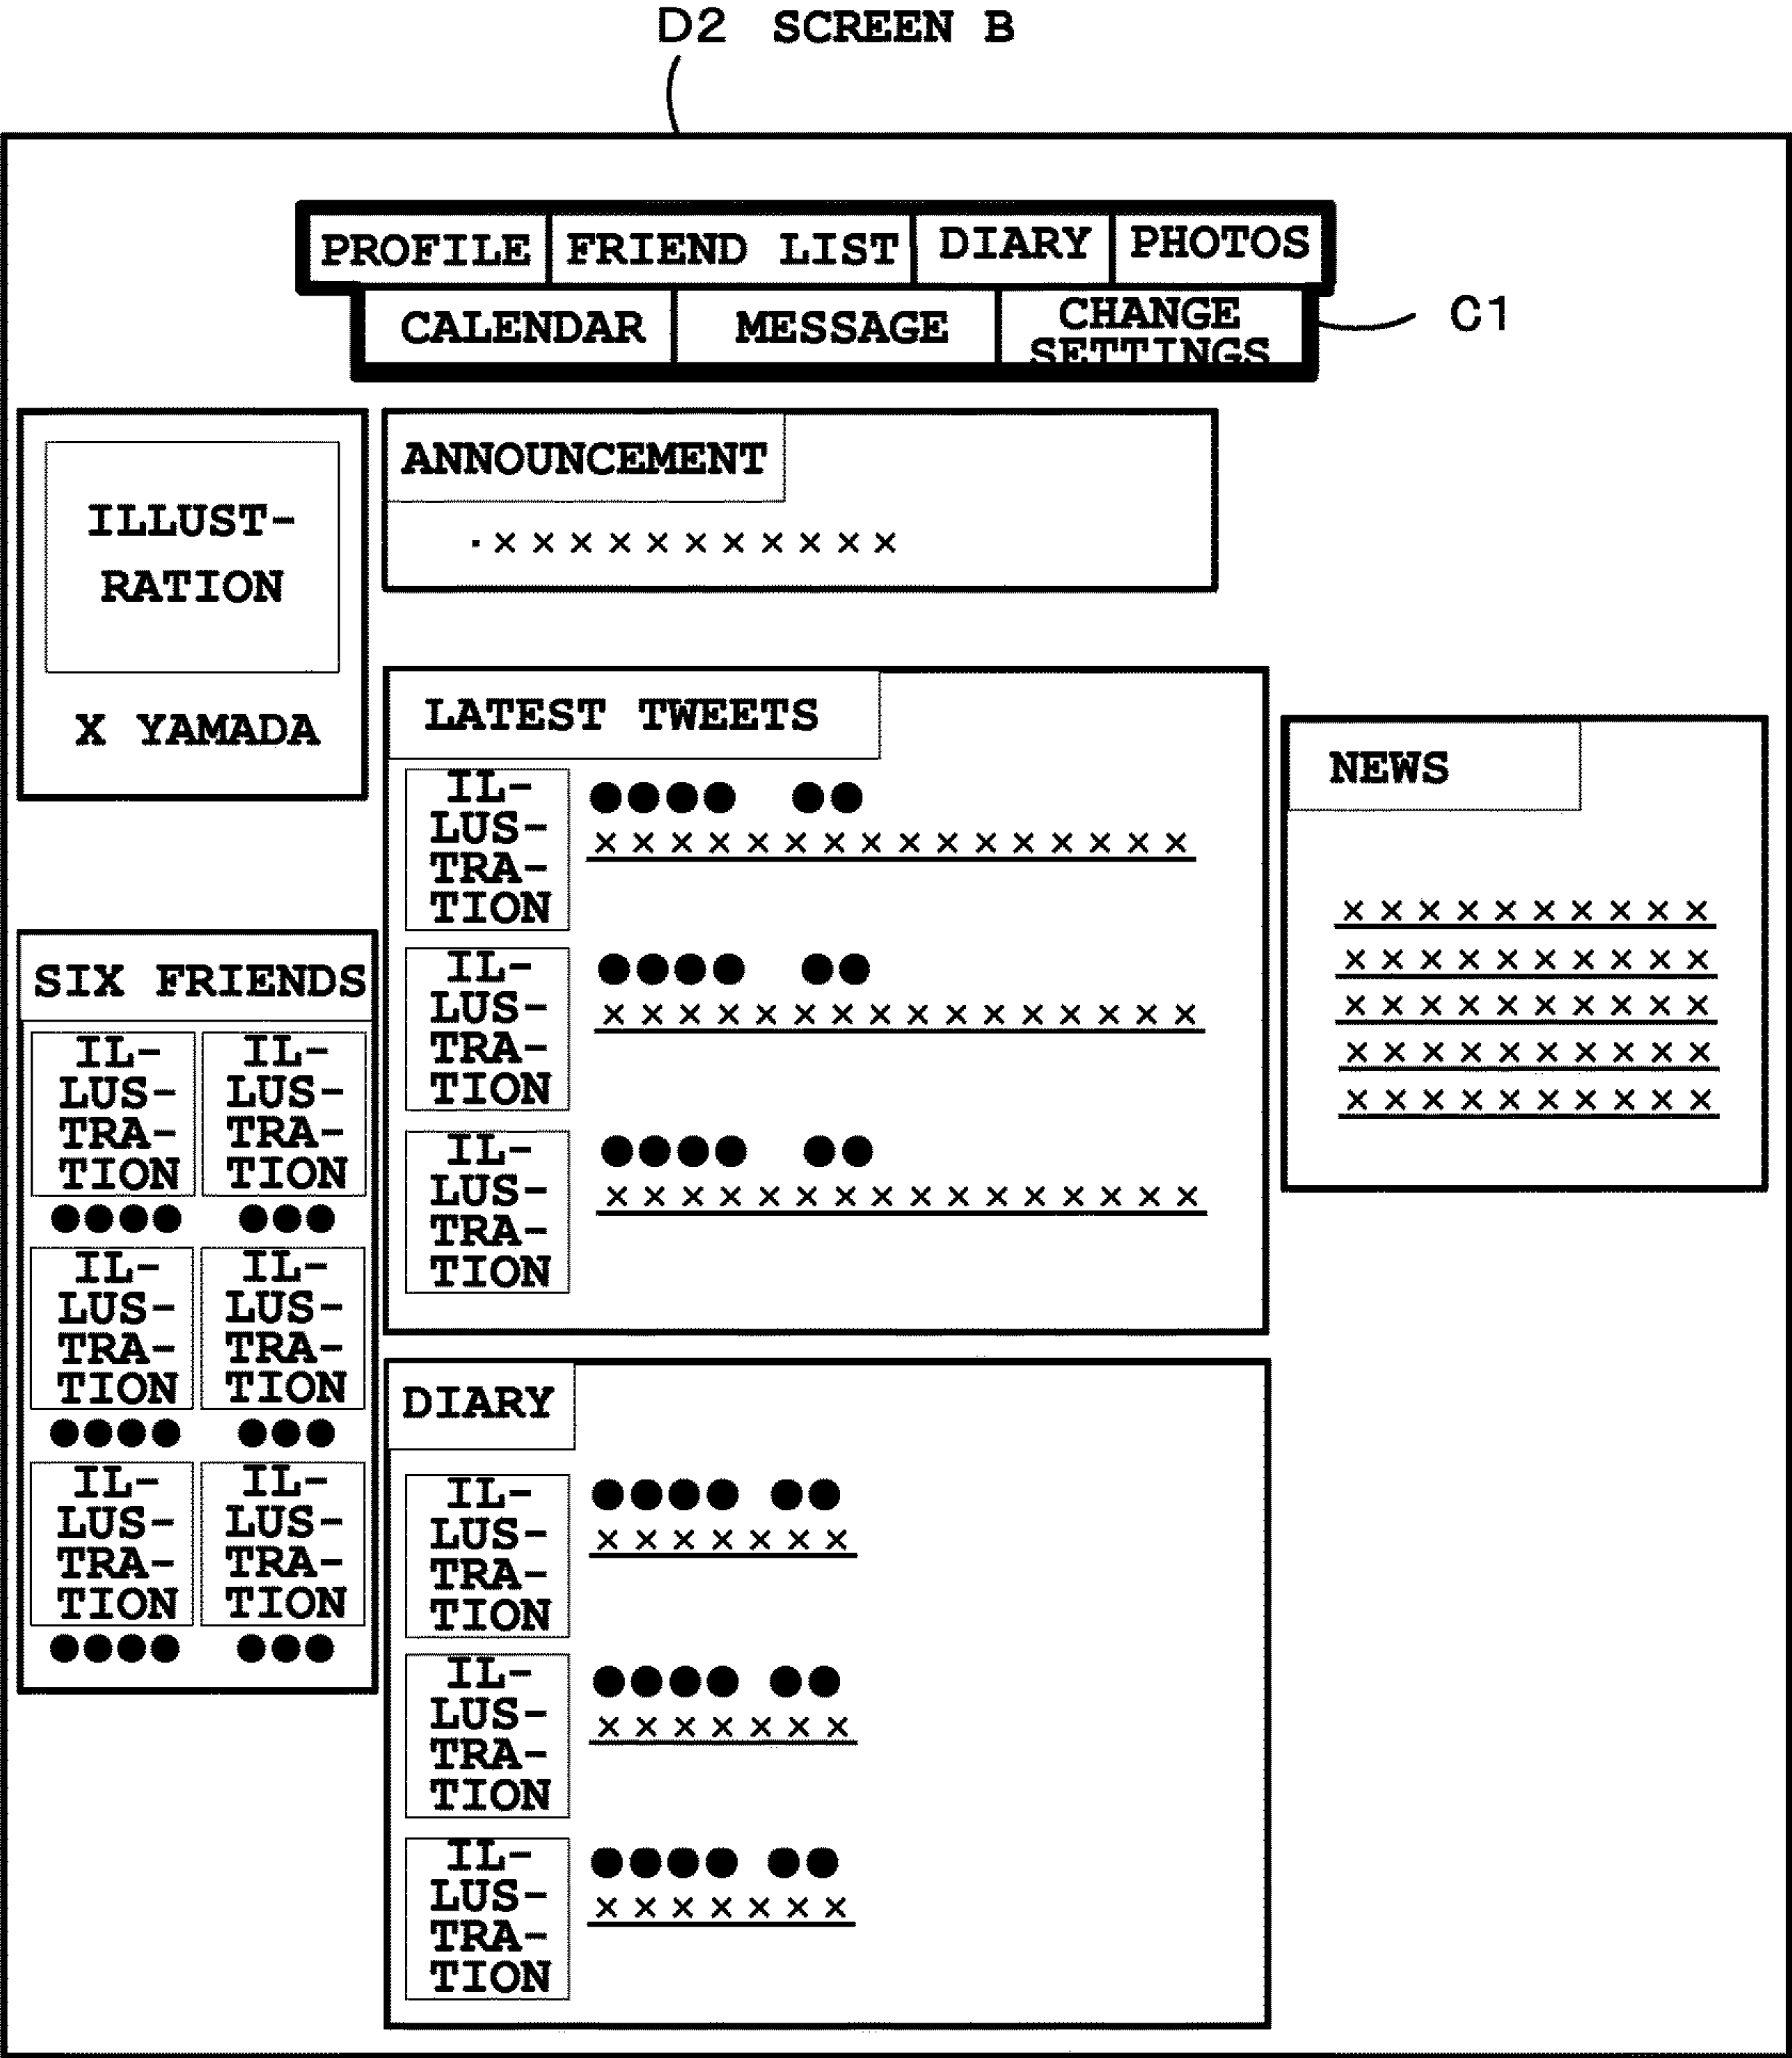 D2 SCREEN B
PROFILE FRIEND LIST DIARY PHOTOS
CALENDAR MESSAGE CHANGE
SETTINGS
C1
ILLUST-
RATION
X YAMADA
ANNOUNCEMENT
·×××××××××××
LATEST TWEETS
IL-
LUS-
TRA-
TION
●●●● ●●
××××××××××××××××
IL-
LUS-
TRA-
TION
●●●● ●●
××××××××××××××××
IL-
LUS-
TRA-
TION
●●●● ●●
××××××××××××××××
NEWS
××××××××××
××××××××××
××××××××××
××××××××××
××××××××××
SIX FRIENDS
IL-
LUS-
TRA-
TION
●●●●
IL-
LUS-
TRA-
TION
●●●
IL-
LUS-
TRA-
TION
●●●●
IL-
LUS-
TRA-
TION
●●●
IL-
LUS-
TRA-
TION
●●●●
IL-
LUS-
TRA-
TION
●●●
DIARY
IL-
LUS-
TRA-
TION
●●●● ●●
×××××××
IL-
LUS-
TRA-
TION
●●●● ●●
×××××××
IL-
LUS-
TRA-
TION
●●●● ●●
×××××××